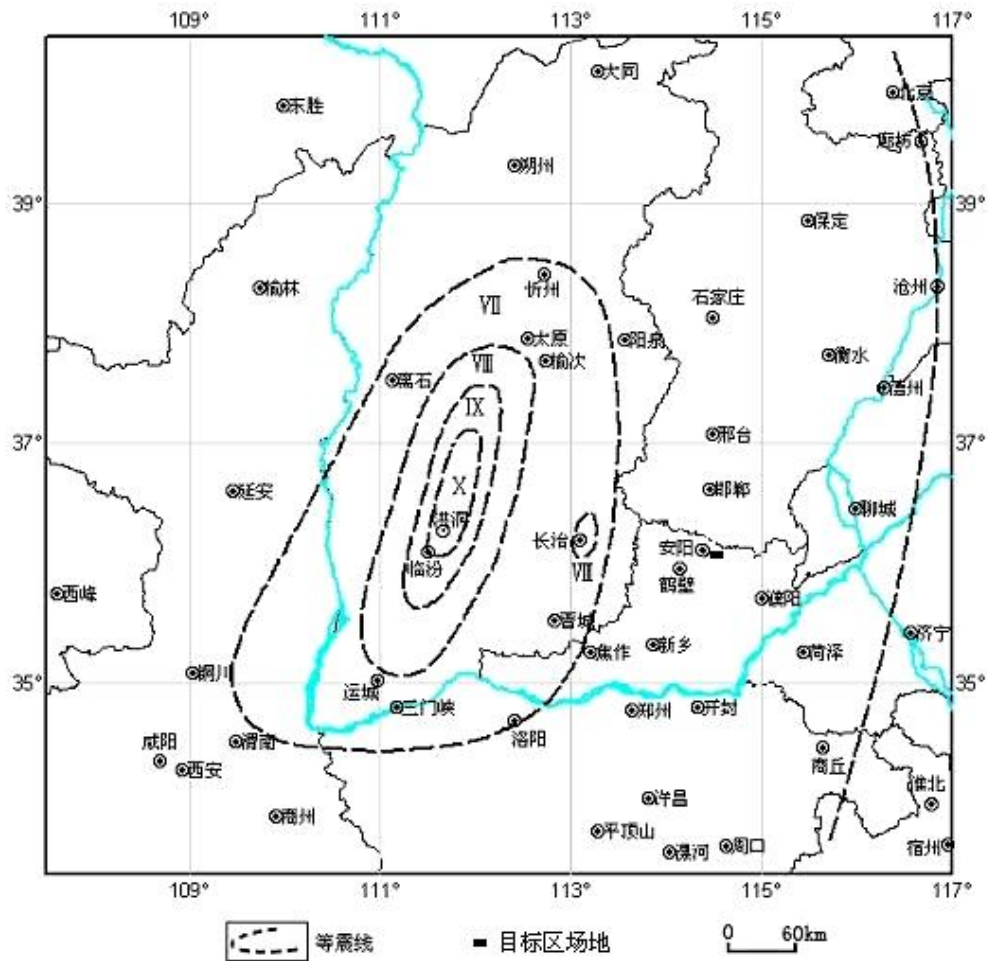 109° 111° 113° 115° 117°
大同
北京
东胜
廊坊
朔州
39° 39°
保定
忻州
沧州
榆林
石家庄
VII
太原
阳泉
衡水
榆次
VIII
离石
德州
IX
37° 37°
邢台
X
延安
邯郸
聊城
洪洞
长治
安阳
临汾
鹤壁
VIII
西峰
濮阳
晋城
济宁
焦作
新乡
菏泽
铜川
35° 35°
运城
三门峡
郑州
开封
洛阳
渭南
咸阳
商丘
西安
淮北
许昌
商州
平顶山
漯河
周口
宿州
109° 111° 113° 115° 117°
等震线
目标区场地
0 60km